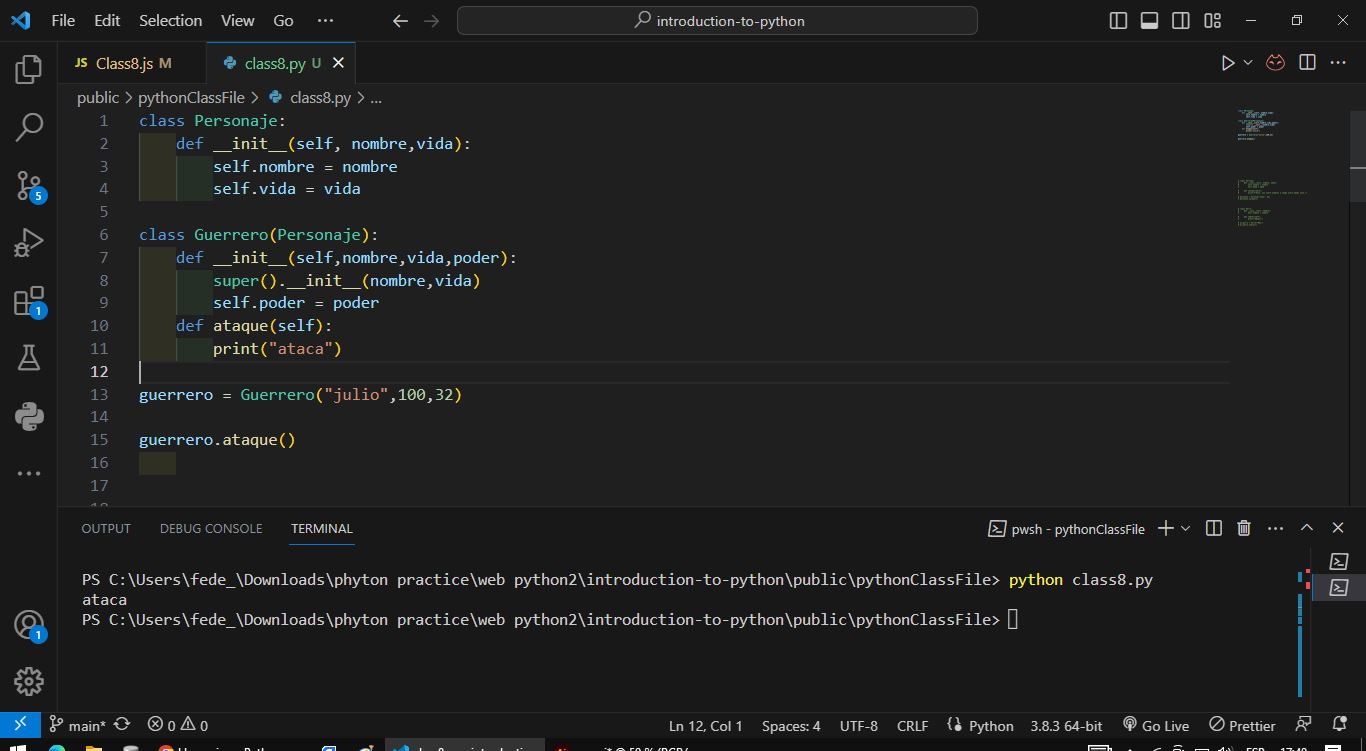 File Edit Selection View Go ··· introduction-to-python
JS Class8.js M class8.py U
public > pythonClassFile > class8.py > ...
1 class Personaje:
2     def __init__(self, nombre,vida):
3         self.nombre = nombre
4         self.vida = vida
5
6 class Guerrero(Personaje):
7     def __init__(self,nombre,vida,poder):
8         super().__init__(nombre,vida)
9         self.poder = poder
10     def ataque(self):
11         print("ataca")
12
13 guerrero = Guerrero("julio",100,32)
14
15 guerrero.ataque()
16
17
5
1
OUTPUT DEBUG CONSOLE TERMINAL pwsh - pythonClassFile
PS C:\Users\fede_\Downloads\phyton practice\web python2\introduction-to-python\public\pythonClassFile> python class8.py
ataca
PS C:\Users\fede_\Downloads\phyton practice\web python2\introduction-to-python\public\pythonClassFile>
1
main* 0 0 Ln 12, Col 1 Spaces: 4 UTF-8 CRLF Python 3.8.3 64-bit Go Live Prettier